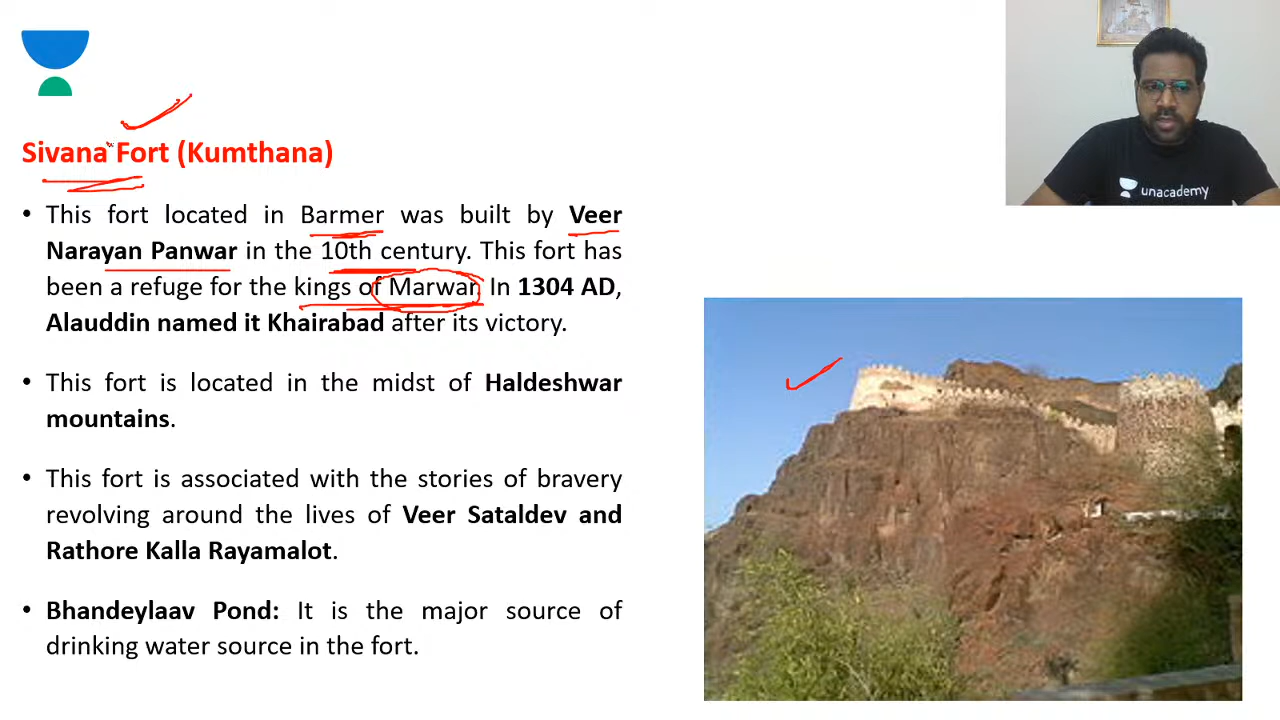 Sivana Fort (Kumthana)
• This fort located in Barmer was built by Veer
Narayan Panwar in the 10th century. This fort has
been a refuge for the kings of Marwar. In 1304 AD,
Alauddin named it Khairabad after its victory.
• This fort is located in the midst of Haldeshwar
mountains.
• This fort is associated with the stories of bravery
revolving around the lives of Veer Sataldev and
Rathore Kalla Rayamalot.
• Bhandeylaav Pond: It is the major source of
drinking water source in the fort.
unacademy